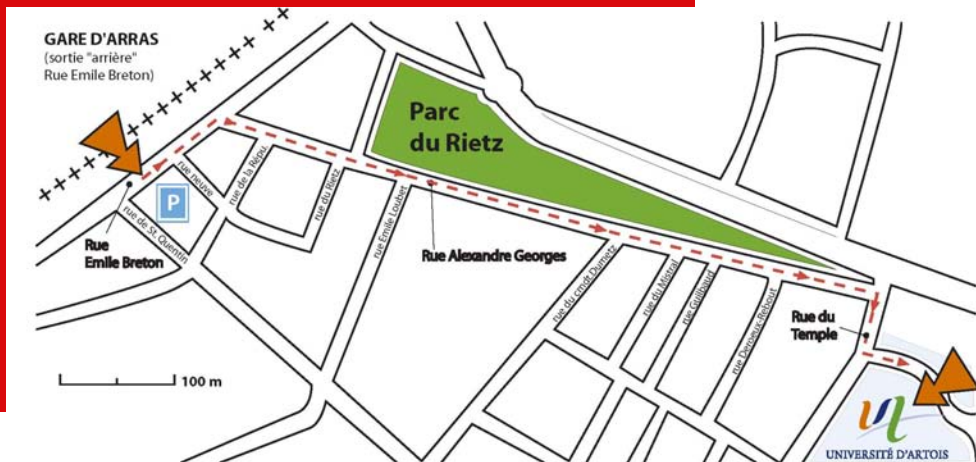 GARE D'ARRAS
(sortie "arrière"
Rue Emile Breton)
Parc
du Rietz
rue neuve
rue de la Répu.
rue du Rietz
P
rue de St. Quentin
Rue
Emile Breton
rue Emile Loubet
Rue Alexandre Georges
rue du cmdt Dumetz
rue du Mistral
rue Guilbaud
rue Deroeux-Rebout
Rue du
Temple
100 m
UNIVERSITÉ D'ARTOIS